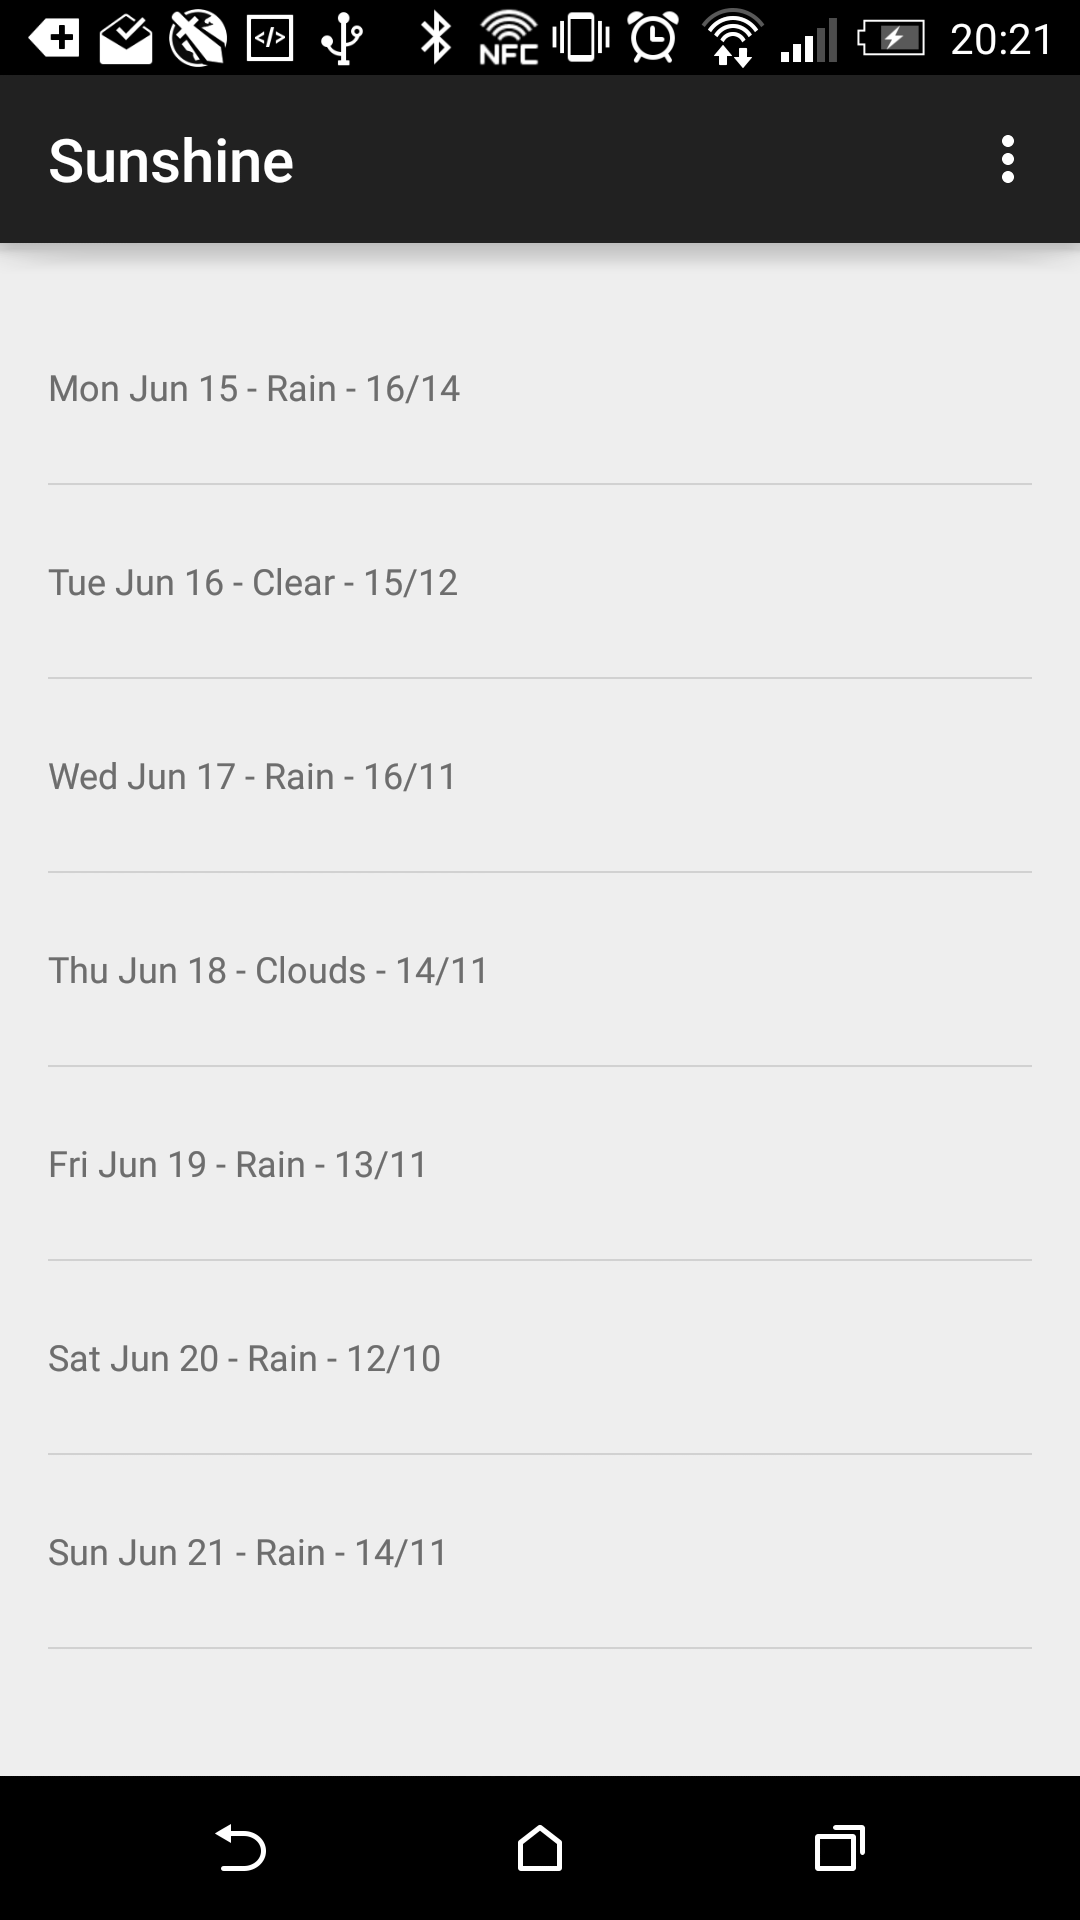 </>
NFC
20:21
Sunshine
Mon Jun 15 - Rain - 16/14
Tue Jun 16 - Clear - 15/12
Wed Jun 17 - Rain - 16/11
Thu Jun 18 - Clouds - 14/11
Fri Jun 19 - Rain - 13/11
Sat Jun 20 - Rain - 12/10
Sun Jun 21 - Rain - 14/11